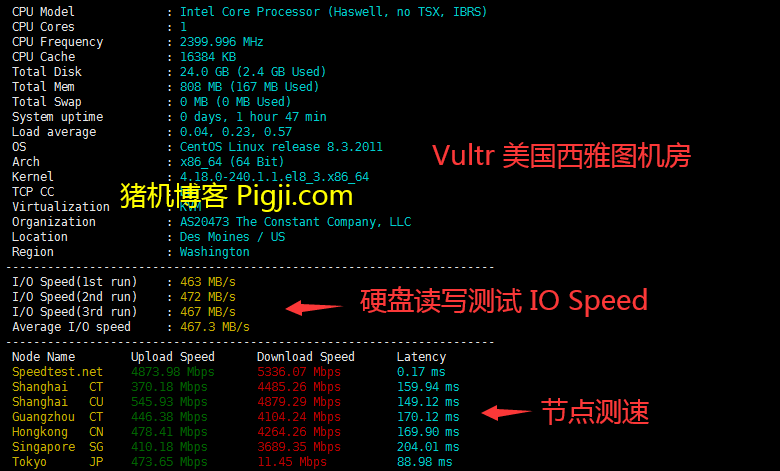 CPU Model : Intel Core Processor (Haswell, no TSX, IBRS)
CPU Cores : 1
CPU Frequency : 2399.996 MHz
CPU Cache : 16384 KB
Total Disk : 24.0 GB (2.4 GB Used)
Total Mem : 808 MB (167 MB Used)
Total Swap : 0 MB (0 MB Used)
System uptime : 0 days, 1 hour 47 min
Load average : 0.04, 0.23, 0.57
OS : CentOS Linux release 8.3.2011
Vultr 美国西雅图机房
Arch : x86_64 (64 Bit)
Kernel : 4.18.0-240.1.1.el8_3.x86_64
TCP CC :
猪机博客 Pigji.com
Virtualization : KVM
Organization : AS20473 The Constant Company, LLC
Location : Des Moines / US
Region : Washington
I/O Speed(1st run) : 463 MB/s
I/O Speed(2nd run) : 472 MB/s
硬盘读写测试 IO Speed
I/O Speed(3rd run) : 467 MB/s
Average I/O speed : 467.3 MB/s
Node Name Upload Speed Download Speed Latency
Speedtest.net 4873.98 Mbps 5336.07 Mbps 0.17 ms
Shanghai CT 370.18 Mbps 4485.26 Mbps 159.94 ms
Shanghai CU 545.93 Mbps 4879.29 Mbps 149.12 ms
节点测速
Guangzhou CT 446.38 Mbps 4104.24 Mbps 170.12 ms
Hongkong CN 478.41 Mbps 4264.26 Mbps 169.90 ms
Singapore SG 410.18 Mbps 3689.35 Mbps 204.01 ms
Tokyo JP 473.65 Mbps 11.45 Mbps 88.98 ms